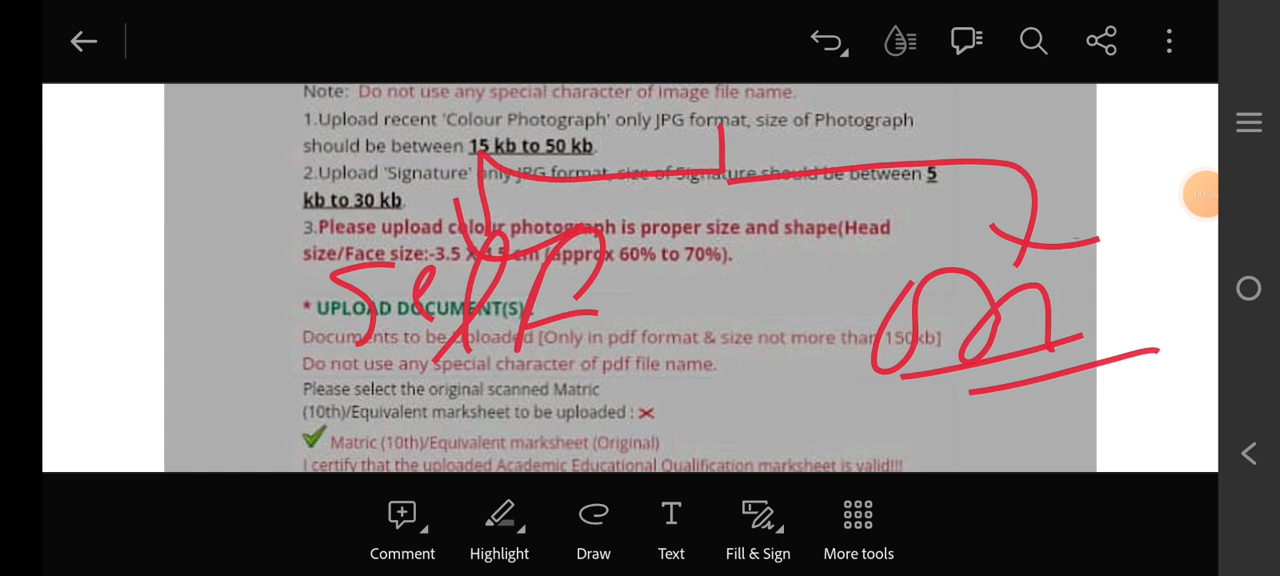 Note: Do not use any special character of image file name.
1.Upload recent 'Colour Photograph' only JPG format, size of Photograph
should be between 15 kb to 50 kb.
2.Upload 'Signature' only JPG format, size of Signature should be between 5
kb to 30 kb
3.Please upload colour photograph is proper size and shape(Head
size/Face size:-3.5 X 4.5 cm (approx 60% to 70%).
* UPLOAD DOCUMENT(S)
Documents to be Uploaded [Only in pdf format & size not more than 150kb]
Do not use any special character of pdf file name.
Please select the original scanned Matric
(10th)/Equivalent marksheet to be uploaded :
Matric (10th)/Equivalent marksheet (Original)
I certify that the uploaded Academic Educational Qualification marksheet is valid!!!
Comment
Highlight
Draw
Text
Fill & Sign
More tools